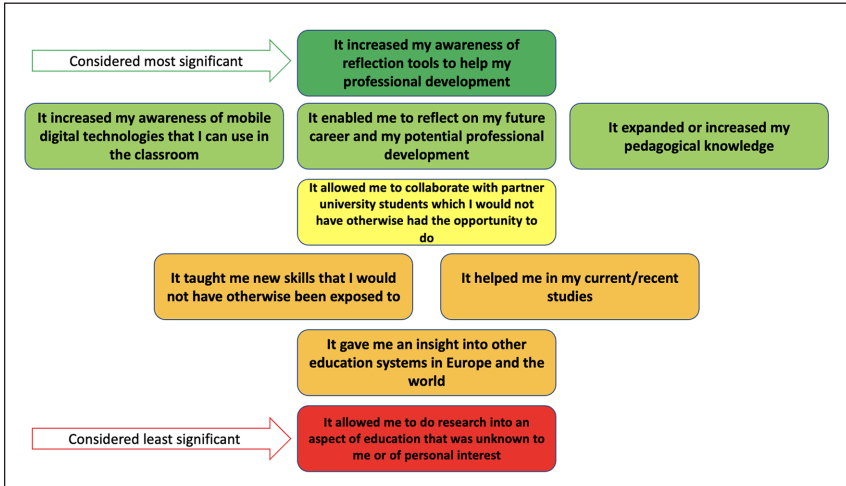 Considered most significant
It increased my awareness of
reflection tools to help my
professional development
It increased my awareness of mobile
digital technologies that I can use in
the classroom
It enabled me to reflect on my future
career and my potential professional
development
It expanded or increased my
pedagogical knowledge
It allowed me to collaborate with partner
university students which I would not
have otherwise had the opportunity to
do
It taught me new skills that I would
not have otherwise been exposed to
It helped me in my current/recent
studies
It gave me an insight into other
education systems in Europe and the
world
Considered least significant
It allowed me to do research into an
aspect of education that was unknown to
me or of personal interest